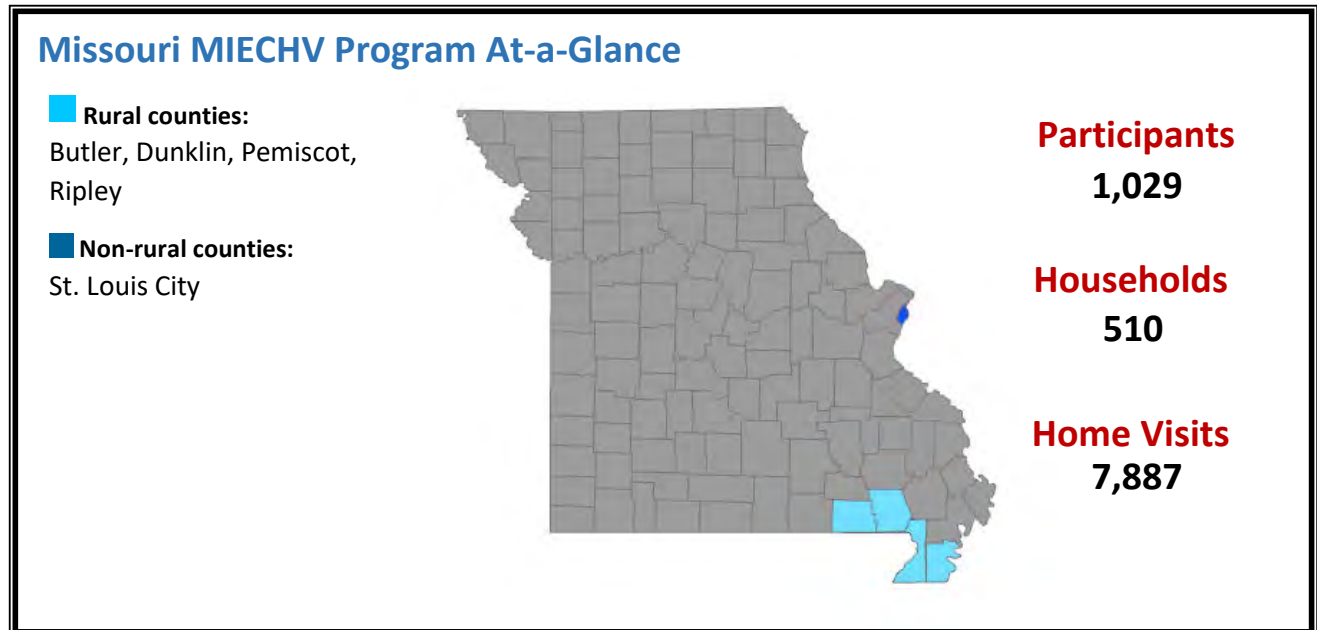 Missouri MIECHV Program At-a-Glance
Rural counties:
Butler, Dunklin, Pemiscot,
Ripley
Non-rural counties:
St. Louis City
Participants
1,029
Households
510
Home Visits
7,887